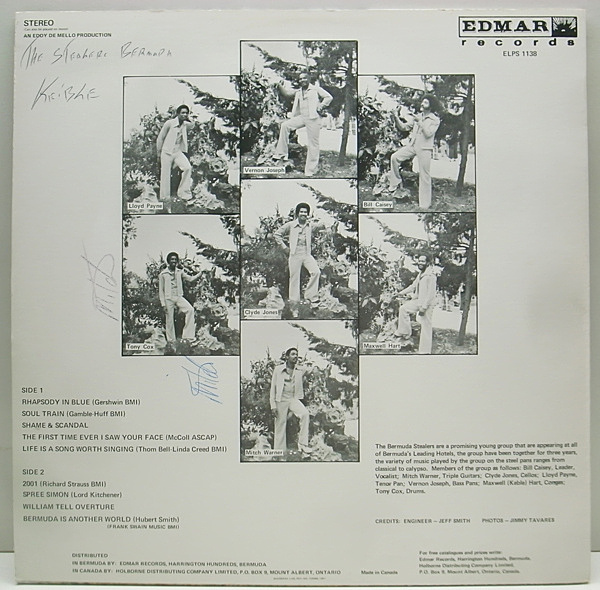 STEREO
AN EDDY DE MELLO PRODUCTION
The Stealers Bermuda
Keible
EDMAR
records
ELPS 1138
Lloyd Payne
Vernon Joseph
Bill Caisey
Tony Cox
Clyde Jones
Maxwell Hart
Mitch Warner
Mitch
Mitch
SIDE 1
RHAPSODY IN BLUE (Gershwin BMI)
SOUL TRAIN (Gamble-Huff BMI)
SHAME & SCANDAL
THE FIRST TIME EVER I SAW YOUR FACE (McColl ASCAP)
LIFE IS A SONG WORTH SINGING (Thom Bell-Linda Creed BMI)
SIDE 2
2001 (Richard Strauss BMI)
SPREE SIMON (Lord Kitchener)
WILLIAM TELL OVERTURE
BERMUDA IS ANOTHER WORLD (Hubert Smith)
(FRANK SWAIN MUSIC BMI)
The Bermuda Stealers are a promising young group that are appearing at all
of Bermuda's Leading Hotels, the group have been together for three years,
the variety of music played by the group on the steel pans ranges from
classical to calypso. Members of the group as follows: Bill Caisey, Leader,
Vocalist; Mitch Warner, Triple Guitars; Clyde Jones, Cellos; Lloyd Payne,
Tenor Pan; Vernon Joseph, Bass Pans; Maxwell (Keble) Hart, Congas;
Tony Cox, Drums.
CREDITS: ENGINEER - JEFF SMITH PHOTOS - JIMMY TAVARES
DISTRIBUTED
IN BERMUDA BY: EDMAR RECORDS, HARRINGTON HUNDREDS, BERMUDA
IN CANADA BY: HOLBORNE DISTRIBUTING COMPANY LIMITED, P.O. BOX 9, MOUNT ALBERT, ONTARIO
Made in Canada
For free catalogues and prices write:
Edmar Records, Harrington Hundreds, Bermuda.
Holborne Distributing Company Limited,
P.O. Box 9, Mount Albert, Ontario, Canada.